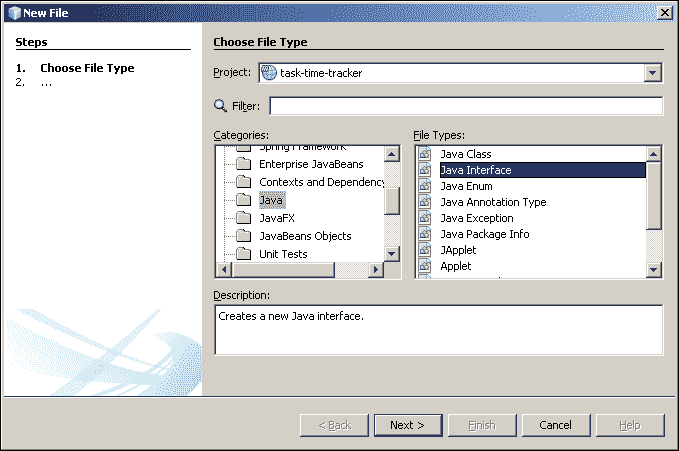 New File
Steps
1. Choose File Type
2. ...
Choose File Type
Project: task-time-tracker
Filter:
Categories:
Spring Framework
Enterprise JavaBeans
Contexts and Dependency
Java
JavaFX
JavaBeans Objects
Unit Tests
File Types:
Java Class
Java Interface
Java Enum
Java Annotation Type
Java Exception
Java Package Info
JApplet
Applet
Description:
Creates a new Java interface.
< Back
Next >
Finish
Cancel
Help